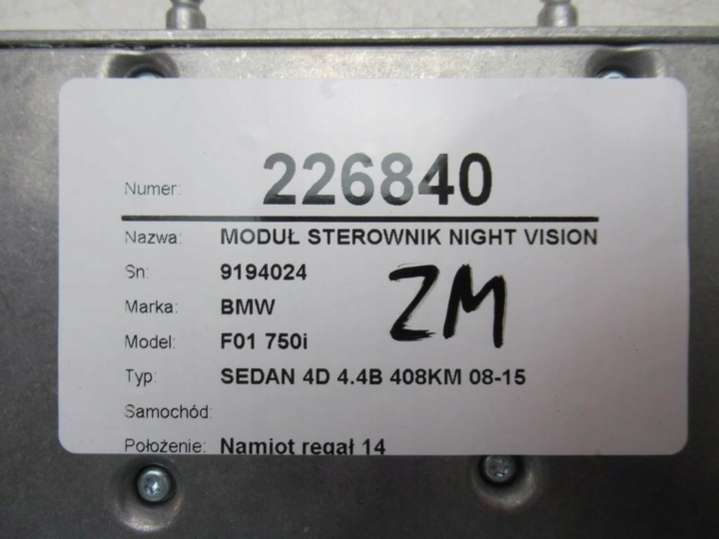 Numer: 226840
Nazwa: MODUŁ STEROWNIK NIGHT VISION
Sn: 9194024
Marka: BMW
ZM
Model: F01 750i
Typ: SEDAN 4D 4.4B 408KM 08-15
Samochód:
Położenie: Namiot regał 14